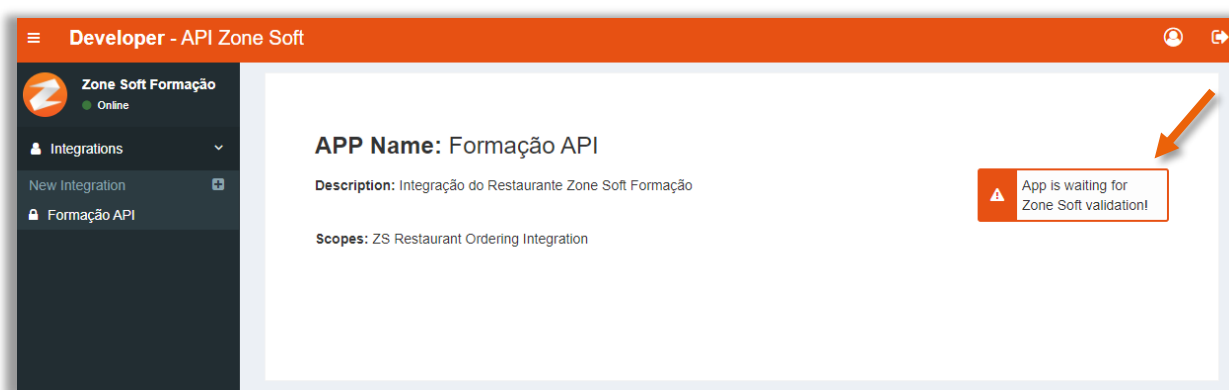 Developer - API Zone Soft
Zone Soft Formação
Online
Integrations
New Integration
Formação API
APP Name: Formação API
Description: Integração do Restaurante Zone Soft Formação
Scopes: ZS Restaurant Ordering Integration
App is waiting for
Zone Soft validation!